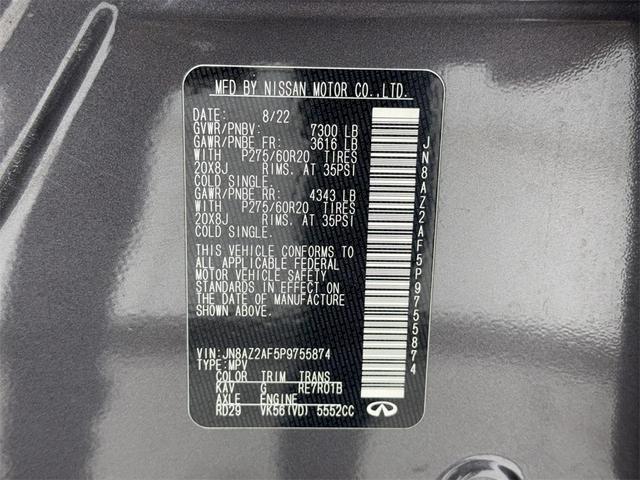 MFD BY NISSAN MOTOR CO.,LTD.
DATE: 8/22
GVWR/PNBV: 7300 LB
GAWR/PNBE FR: 3616 LB
WITH P275/60R20 TIRES
20X8J RIMS. AT 35PSI
COLD SINGLE.
GAWR/PNBE RR: 4343 LB
WITH P275/60R20 TIRES
20X8J RIMS. AT 35PSI
COLD SINGLE.
THIS VEHICLE CONFORMS TO
ALL APPLICABLE FEDERAL
MOTOR VEHICLE SAFETY
STANDARDS IN EFFECT ON
THE DATE OF MANUFACTURE
SHOWN ABOVE.
VIN:JN8AZ2AF5P9755874
TYPE:MPV
COLOR TRIM TRANS
KAV G RE7R01B
AXLE ENGINE
RD29 VK56(VD) 5552CC
INFINITI
JN8AZ2AF5P9755874